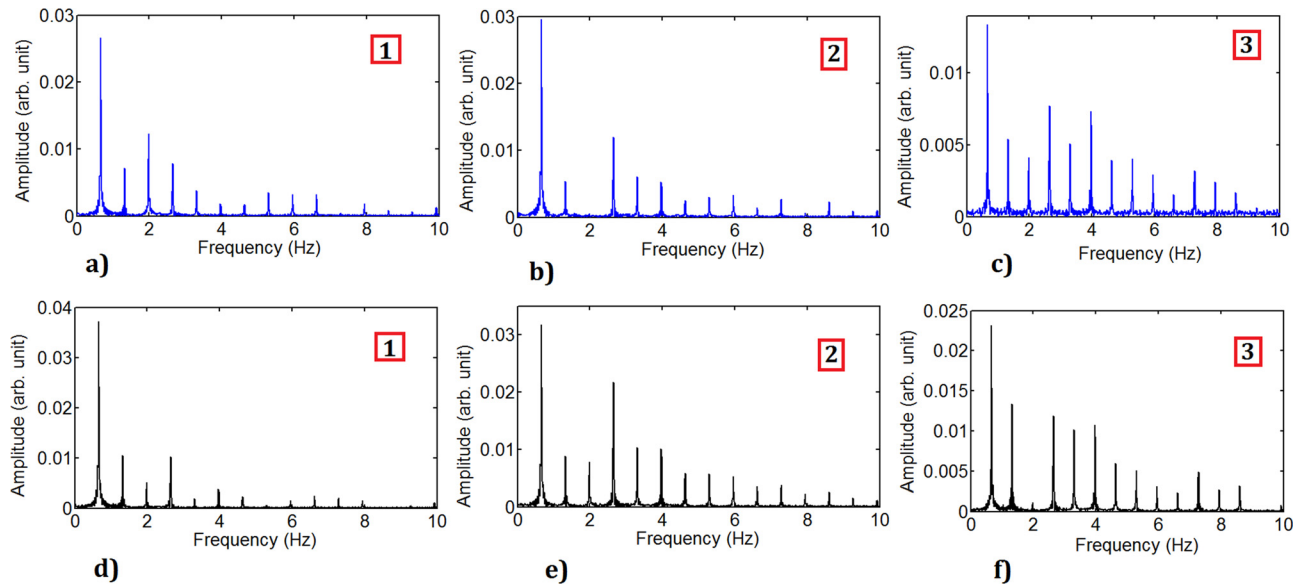 0.03
0.02
0.01
0
0 2 4 6 8 10
Amplitude (arb. unit)
Frequency (Hz)
1
a)
0.03
0.02
0.01
0
0 2 4 6 8 10
Amplitude (arb. unit)
Frequency (Hz)
2
b)
0.01
0.005
0
0 2 4 6 8 10
Amplitude (arb. unit)
Frequency (Hz)
3
c)
0.04
0.03
0.02
0.01
0
0 2 4 6 8 10
Amplitude (arb. unit)
Frequency (Hz)
1
d)
0.03
0.02
0.01
0
0 2 4 6 8 10
Amplitude (arb. unit)
Frequency (Hz)
2
e)
0.025
0.02
0.015
0.01
0.005
0
0 2 4 6 8 10
Amplitude (arb. unit)
Frequency (Hz)
3
f)